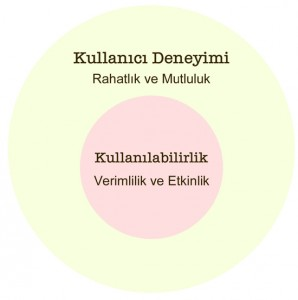 Kullanıcı Deneyimi
Rahatlık ve Mutluluk
Kullanılabilirlik
Verimlilik ve Etkinlik